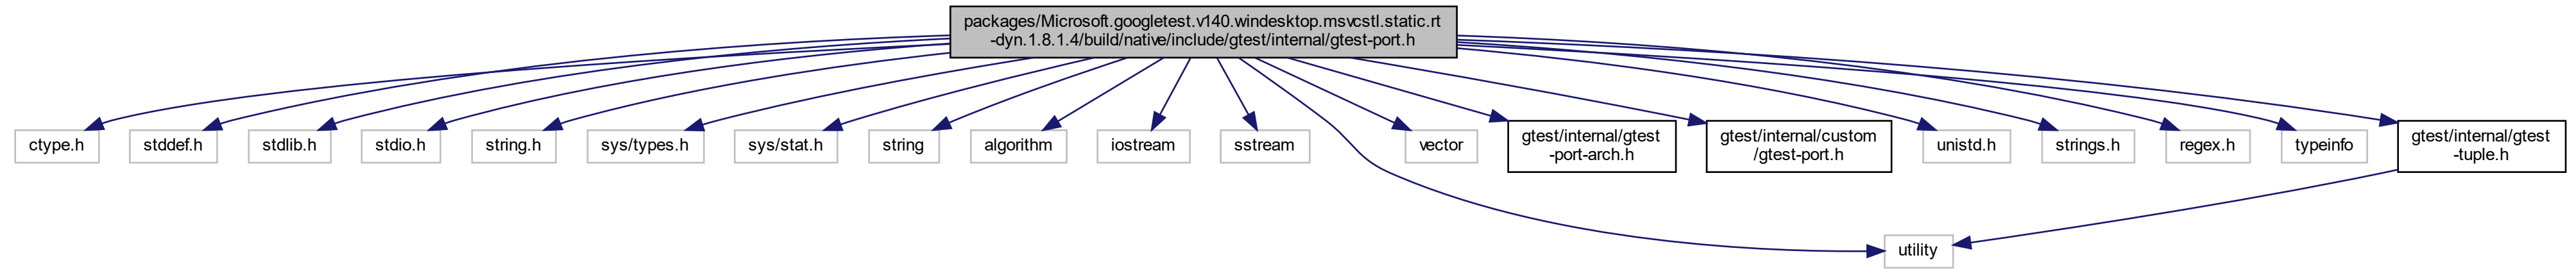 packages/Microsoft.googletest.v140.windesktop.msvcstl.static.rt
-dyn.1.8.1.4/build/native/include/gtest/internal/gtest-port.h
ctype.h
stddef.h
stdlib.h
stdio.h
string.h
sys/types.h
sys/stat.h
string
algorithm
iostream
sstream
vector
gtest/internal/gtest
-port-arch.h
gtest/internal/custom
/gtest-port.h
unistd.h
strings.h
regex.h
typeinfo
gtest/internal/gtest
-tuple.h
utility